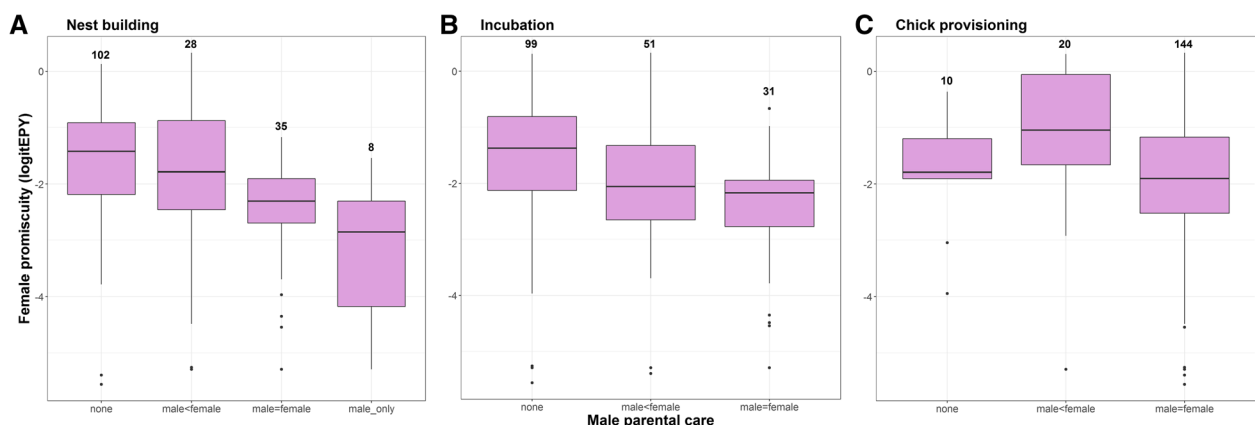 A Nest building
B Incubation
C Chick provisioning
Female promiscuity (logitEPY)
0
-2
-4
102
28
35
8
none
male<female
male=female
male_only
0
-2
-4
99
51
31
none
male<female
male=female
0
-2
-4
10
20
144
none
male<female
male=female
Male parental care